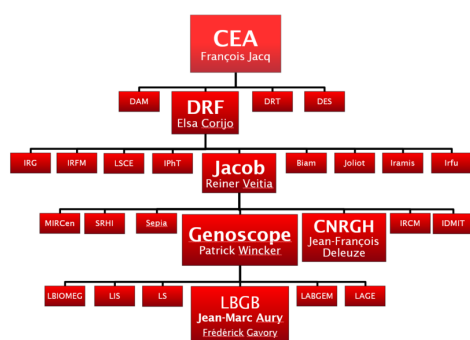 CEA
François Jacq
DAM
DRF
Elsa Corijo
DRT
DES
IRG
IRFM
LSCE
IPhT
Jacob
Reiner Veitia
Biam
Joliot
Iramis
Irfu
MIRCen
SRHI
Sepia
Genoscope
Patrick Wincker
CNRGH
Jean-François
Deleuze
IRCM
IDMIT
LBIOMEG
LIS
LS
LBGB
Jean-Marc Aury
Frédérick Gavory
LABGEM
LAGE